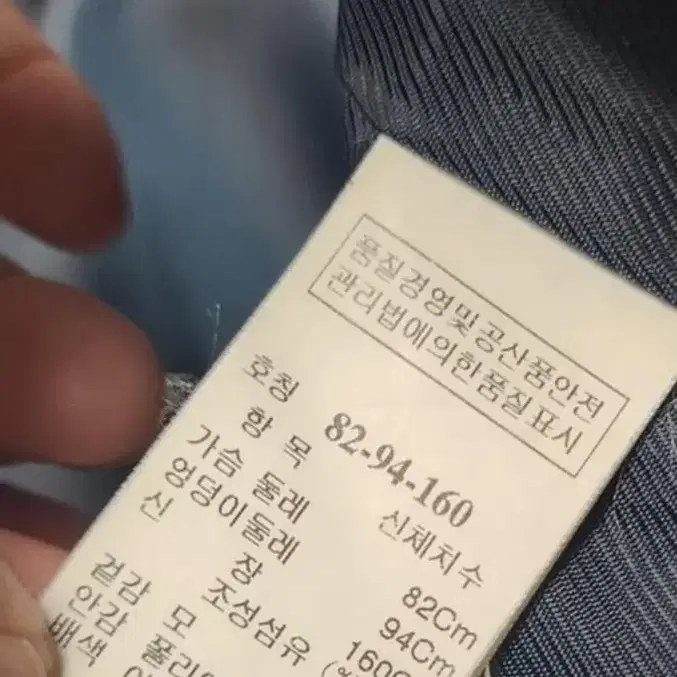 품질경영및공산품안전
관리법에의한품질표시
호칭 82-94-160
항 목 신체치수
가슴 둘레 82Cm
엉덩이둘레 94Cm
신 장 160
조성섬유
겉감 모
안감
배색